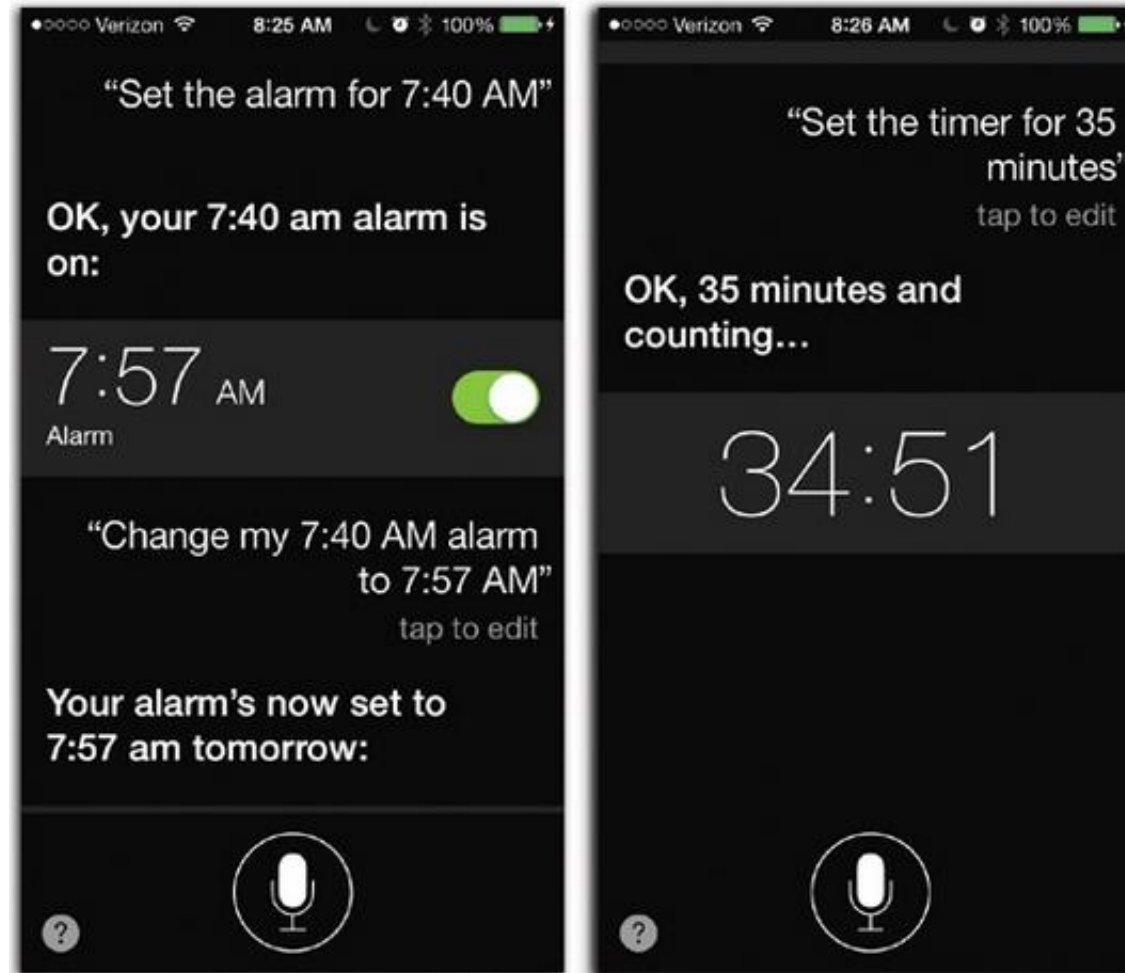 Verizon 8:25 AM 100%
“Set the alarm for 7:40 AM”
OK, your 7:40 am alarm is
on:
7:57 AM
Alarm
“Change my 7:40 AM alarm
to 7:57 AM”
tap to edit
Your alarm’s now set to
7:57 am tomorrow:
?
Verizon 8:26 AM 100%
“Set the timer for 35
minutes’
tap to edit
OK, 35 minutes and
counting...
34:51
?